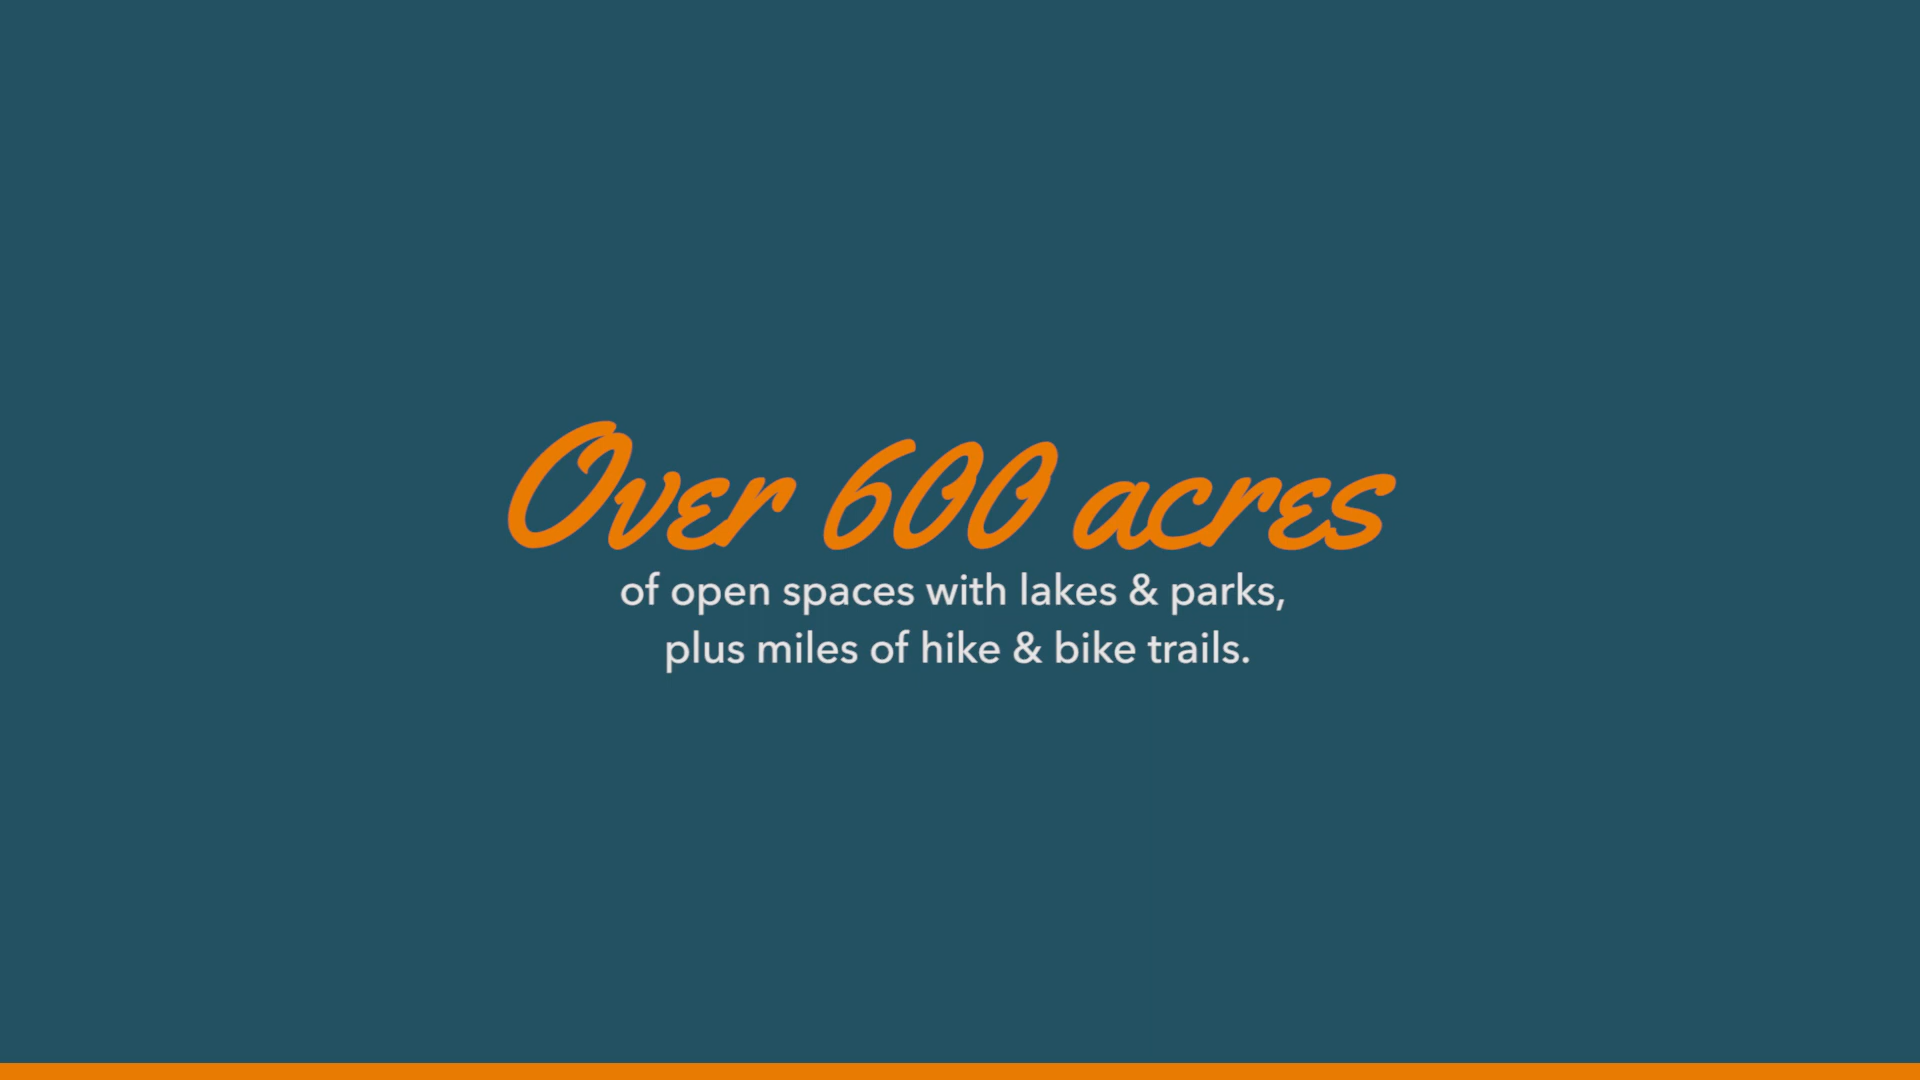 Over 600 acres
of open spaces with lakes & parks,
plus miles of hike & bike trails.